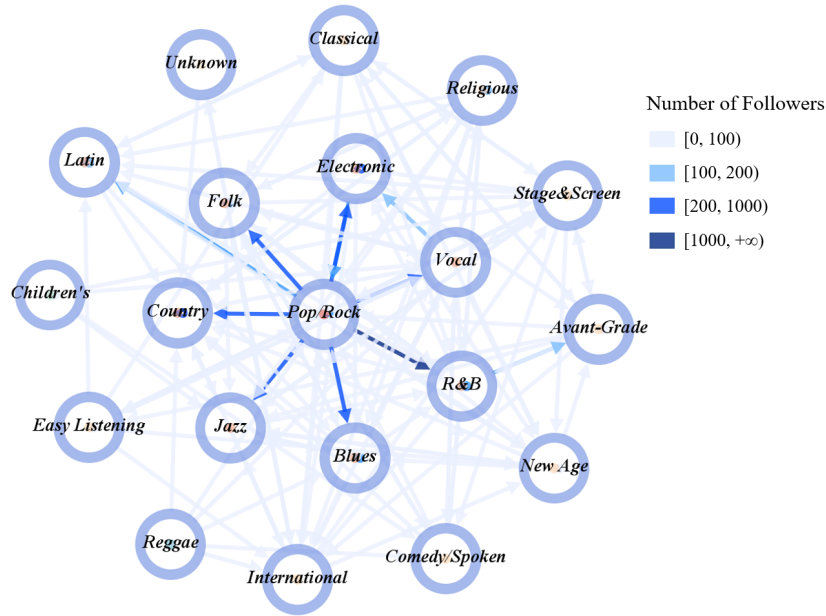 Classical
Unknown
Religious
Number of Followers
[0, 100)
Latin
Electronic
[100, 200)
Folk
Stage&Screen
[200, 1000)
[1000, +∞)
Vocal
Children's
Country
Pop/Rock
Avant-Grade
R&B
Easy Listening
Jazz
Blues
New Age
Reggae
International
Comedy/Spoken